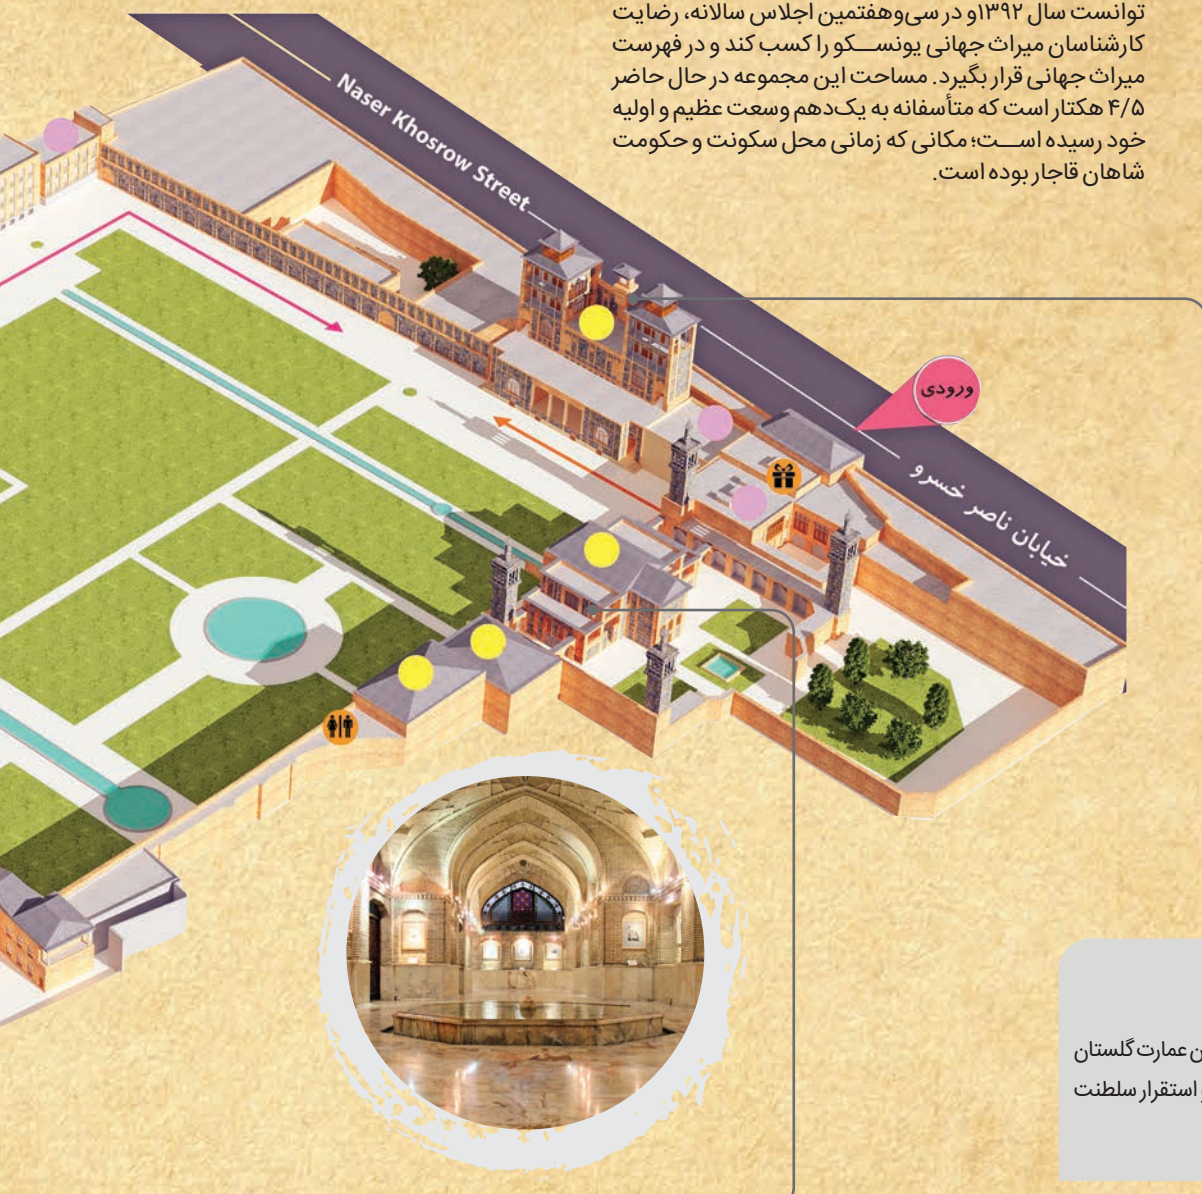 توانست سال ۱۳۹۲و در سی‌وهفتمین اجلاس سالانه، رضایت
کارشناسان میراث جهانی یونســکو را کسب کند و در فهرست
میراث جهانی قرار بگیرد. مساحت این مجموعه در حال حاضر
۴/۵ هکتار است که متأسفانه به یک‌دهم وسعت عظیم و اولیه
خود رسیده اســت؛ مکانی که زمانی محل سکونت و حکومت
شاهان قاجار بوده است.
Naser Khosrow Street
ورودی
خیابان ناصر خسرو
عمارت گلستان
استقرار سلطنت